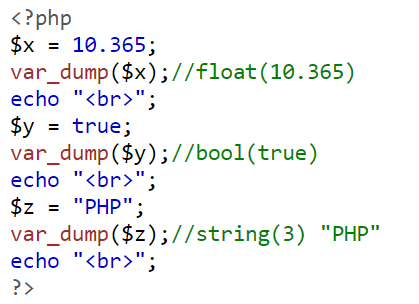 <?php
$x = 10.365;
var_dump($x);//float(10.365)
echo "<br>";
$y = true;
var_dump($y);//bool(true)
echo "<br>";
$z = "PHP";
var_dump($z);//string(3) "PHP"
echo "<br>";
?>